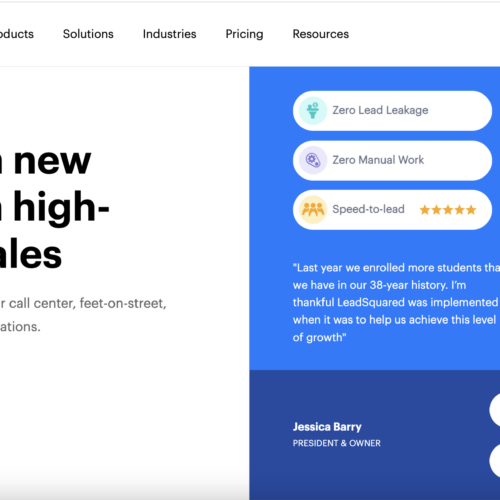 oducts Solutions Industries Pricing Resources
new
high-
ales
r call center, feet-on-street,
ations.
Zero Lead Leakage
Zero Manual Work
Speed-to-lead
"Last year we enrolled more students tha
we have in our 38-year history. I'm
thankful LeadSquared was implemented
when it was to help us achieve this level
of growth"
Jessica Barry
PRESIDENT & OWNER